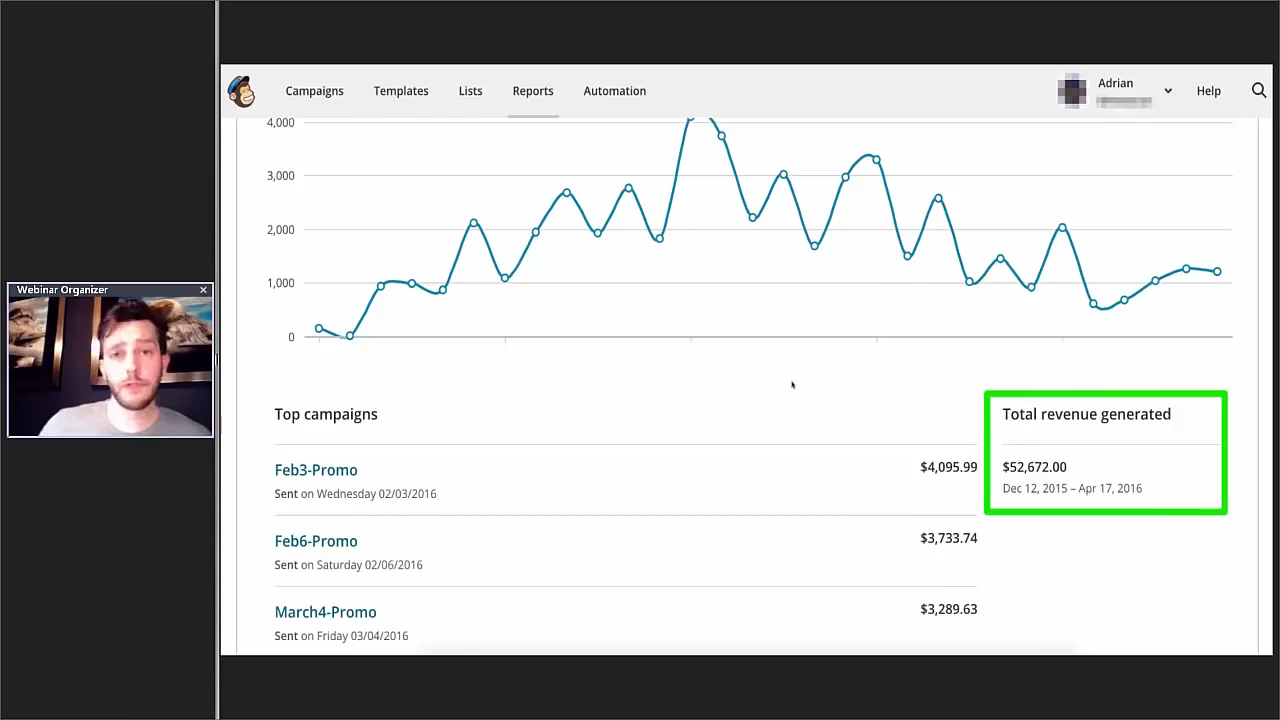 Webinar Organizer
Campaigns Templates Lists Reports Automation Adrian Help
4,000
3,000
2,000
1,000
0
Top campaigns
Feb3-Promo $4,095.99
Sent on Wednesday 02/03/2016
Feb6-Promo $3,733.74
Sent on Saturday 02/06/2016
March4-Promo $3,289.63
Sent on Friday 03/04/2016
Total revenue generated
$52,672.00
Dec 12, 2015 – Apr 17, 2016